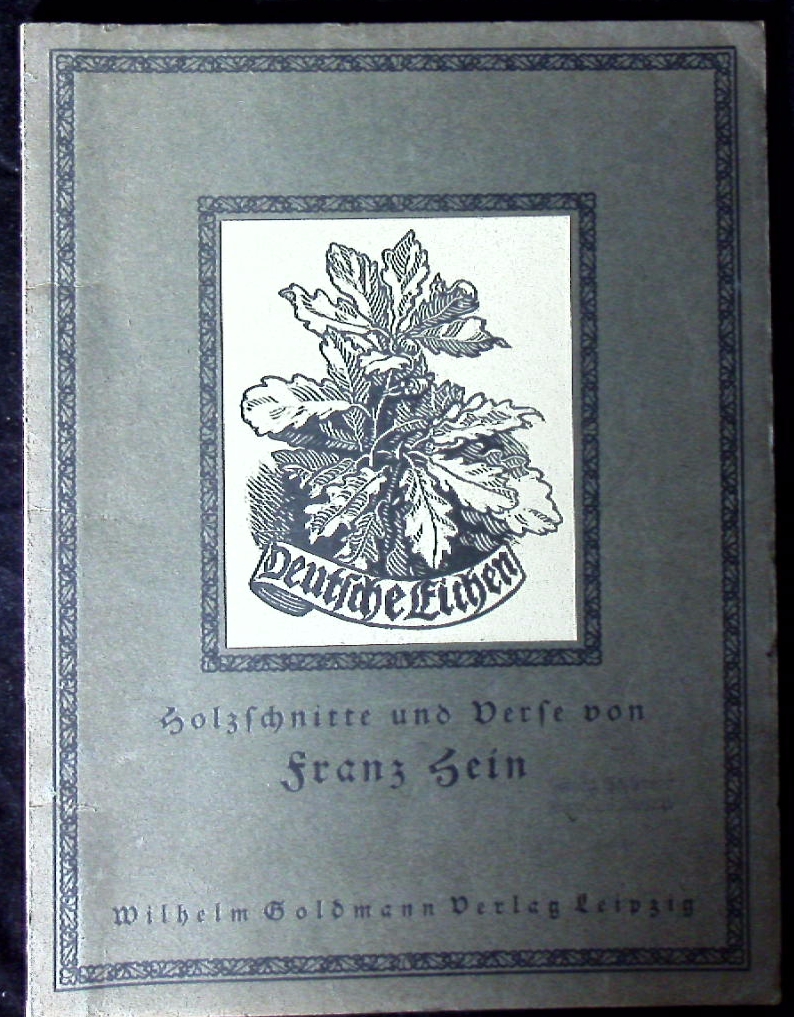 Deutsche Eichen
Holzschnitte und Verse von
Franz Hein
Wilhelm Goldmann Verlag Leipzig